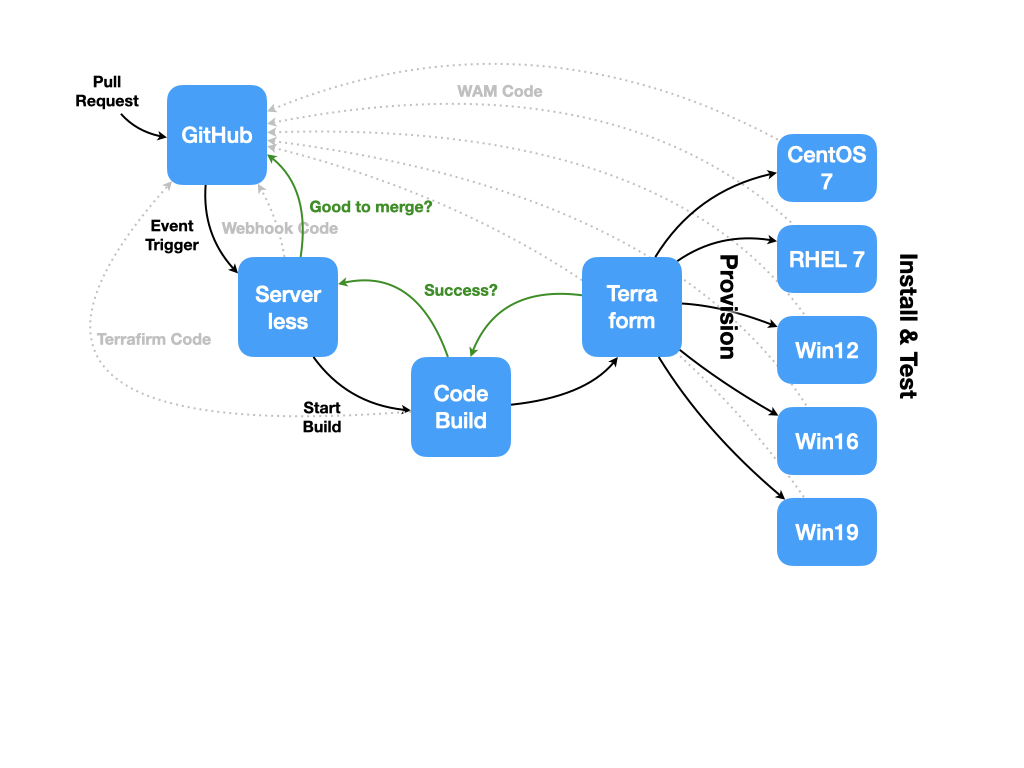 Pull
Request
GitHub
WAM Code
CentOS
7
Good to merge?
Event
Trigger
Webhook Code
RHEL 7
Server
less
Success?
Terra
form
Provision
Install & Test
Terrafirm Code
Win12
Start
Build
Code
Build
Win16
Win19